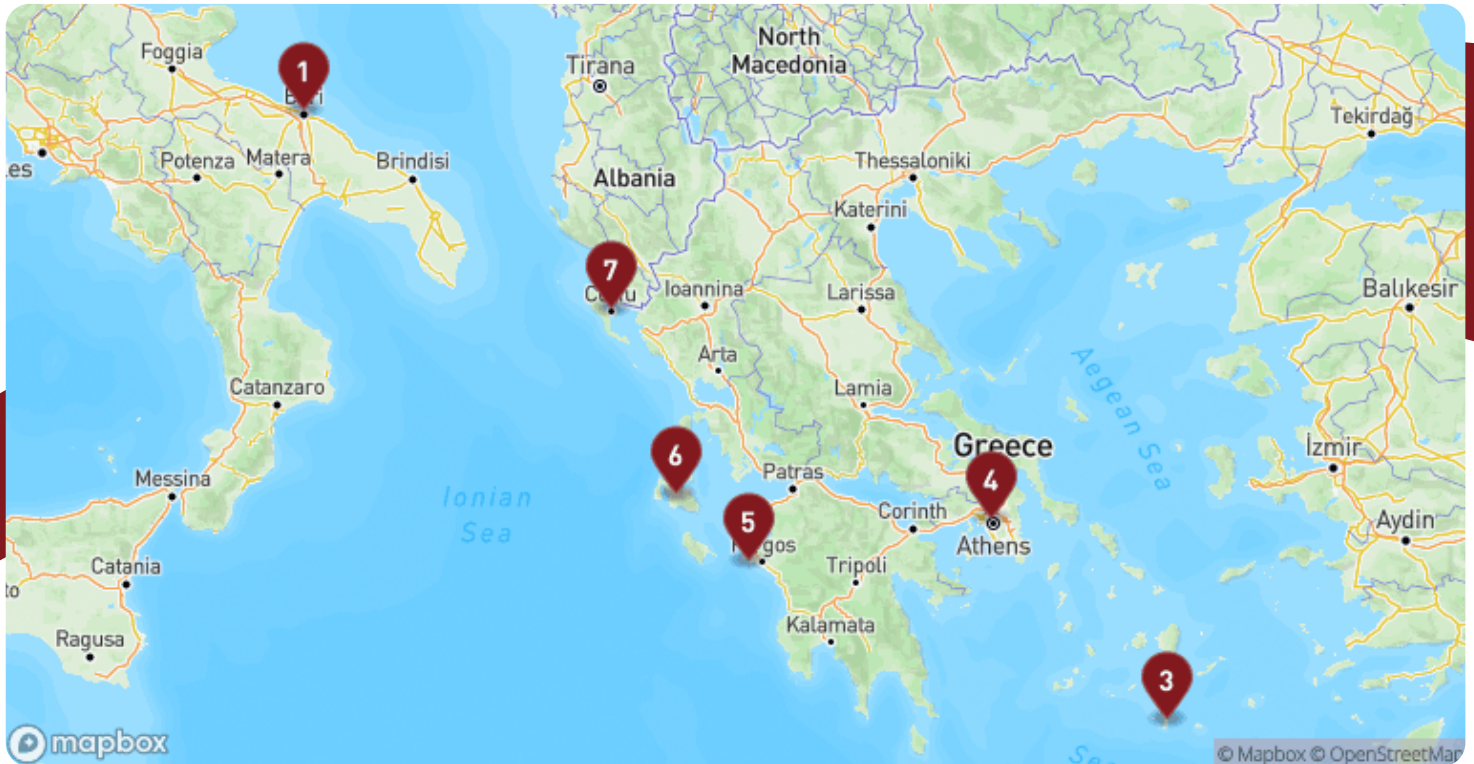 Foggia
1
North
Macedonia
Tirana
Tekirdağ
Potenza
Matera
Brindisi
Thessaloniki
es
Albania
Katerini
7
Ioannina
Larissa
Balıkesir
Arta
Aegean Sea
Catanzaro
Lamia
Greece
İzmir
6
Patras
4
Messina
Ionian
Sea
5
Corinth
Athens
Aydin
Catania
Tripoli
to
Kalamata
Ragusa
3
mapbox
© Mapbox © OpenStreetMap